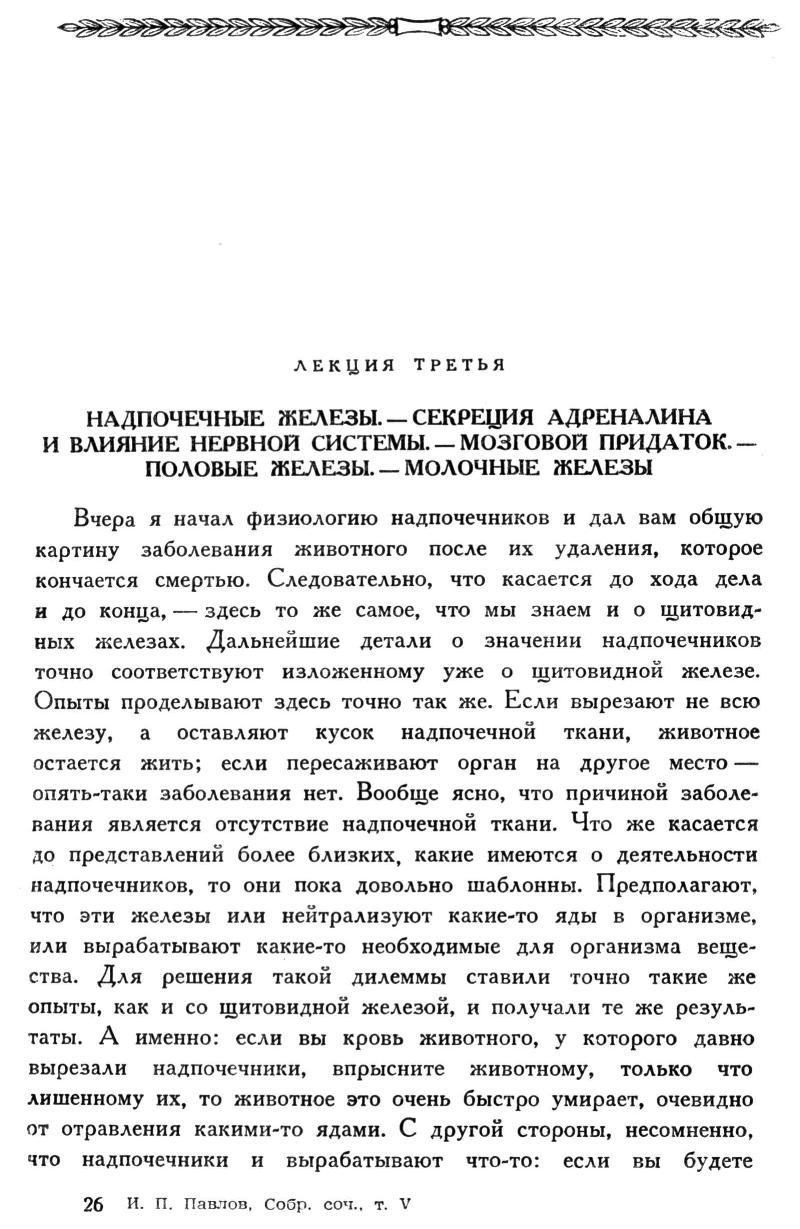 ЛЕКЦИЯ ТРЕТЬЯ
НАДПОЧЕЧНЫЕ ЖЕЛЕЗЫ. — СЕКРЕЦИЯ АДРЕНАЛИНА
И ВЛИЯНИЕ НЕРВНОЙ СИСТЕМЫ. — МОЗГОВОЙ ПРИДАТОК. —
ПОЛОВЫЕ ЖЕЛЕЗЫ. — МОЛОЧНЫЕ ЖЕЛЕЗЫ
Вчера я начал физиологию надпочечников и дал вам общую
картину заболевания животного после их удаления, которое
кончается смертью. Следовательно, что касается до хода дела
и до конца, — здесь то же самое, что мы знаем и о щитовид-
ных железах. Дальнейшие детали о значении надпочечников
точно соответствуют изложенному уже о щитовидной железе.
Опыты проделывают здесь точно так же. Если вырезают не всю
железу, а оставляют кусок надпочечной ткани, животное
остается жить; если пересаживают орган на другое место —
опять-таки заболевания нет. Вообще ясно, что причиной заболе-
вания является отсутствие надпочечной ткани. Что же касается
до представлений более близких, какие имеются о деятельности
надпочечников, то они пока довольно шаблонны. Предполагают,
что эти железы или нейтрализуют какие-то яды в организме,
или вырабатывают какие-то необходимые для организма веще-
ства. Для решения такой дилеммы ставили точно такие же
опыты, как и со щитовидной железой, и получали те же резуль-
таты. А именно: если вы кровь животного, у которого давно
вырезали надпочечники, впрысните животному, только что
лишенному их, то животное это очень быстро умирает, очевидно
от отравления какими-то ядами. С другой стороны, несомненно,
что надпочечники и вырабатывают что-то: если вы будете
26 И. П. Павлов, Собр. соч., т. V